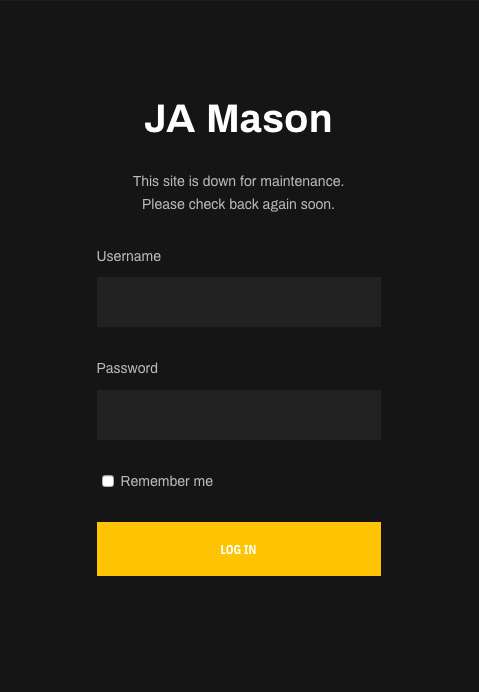 JA Mason
This site is down for maintenance.
Please check back again soon.
Username
Password
Remember me
LOG IN